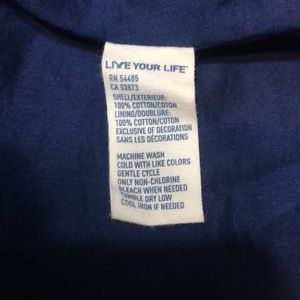 LIVE YOUR LIFE™
RN 54485
CA 03873
SHELL/EXTERIEUR:
100% COTTON/COTON
LINING/DOUBLURE:
100% COTTON/COTON
EXCLUSIVE OF DECORATION
SANS LES DÉCORATIONS
MACHINE WASH
COLD WITH LIKE COLORS
GENTLE CYCLE
ONLY NON-CHLORINE
BLEACH WHEN NEEDED
TUMBLE DRY LOW
COOL IRON IF NEEDED